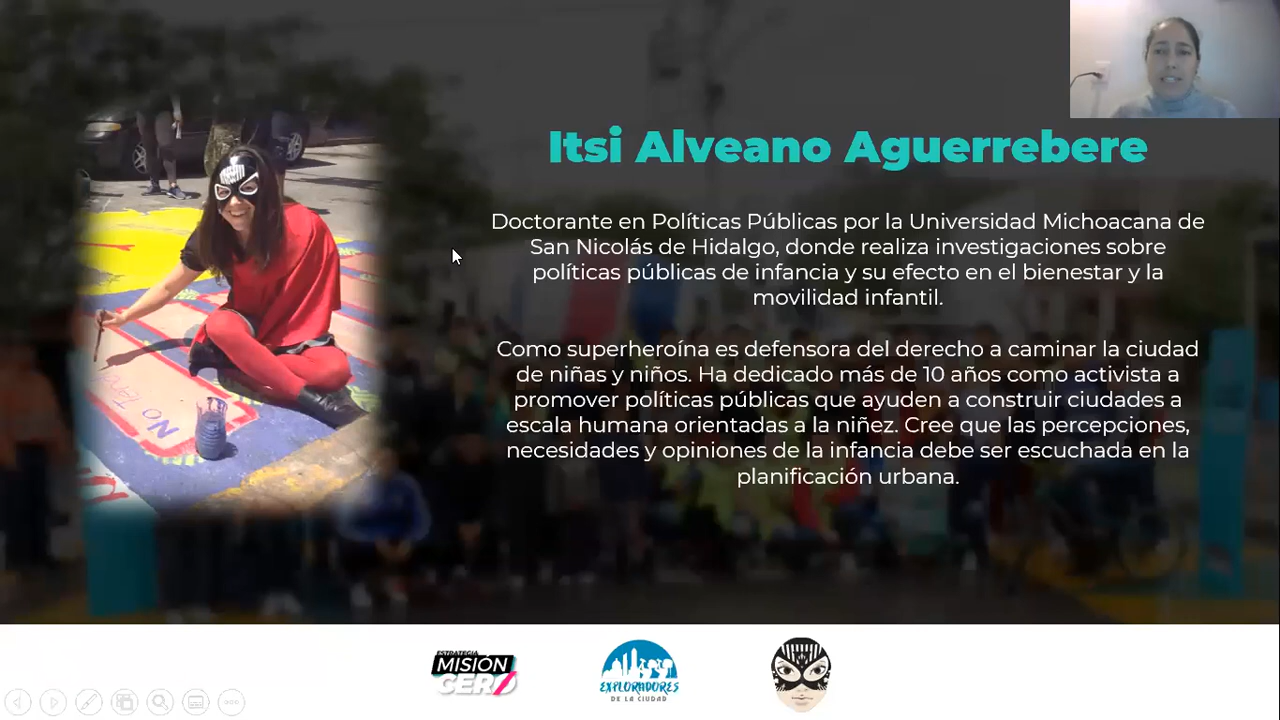 Itsi Alveano Aguerrebere
Doctorante en Políticas Públicas por la Universidad Michoacana de
San Nicolás de Hidalgo, donde realiza investigaciones sobre
políticas públicas de infancia y su efecto en el bienestar y la
movilidad infantil.
Como superheroína es defensora del derecho a caminar la ciudad
de niñas y niños. Ha dedicado más de 10 años como activista a
promover políticas públicas que ayuden a construir ciudades a
escala humana orientadas a la niñez. Cree que las percepciones,
necesidades y opiniones de la infancia debe ser escuchada en la
planificación urbana.
NO
ESTRATEGIA
MISIÓN
CERO
EXPLORADORES
DE LA CIUDAD